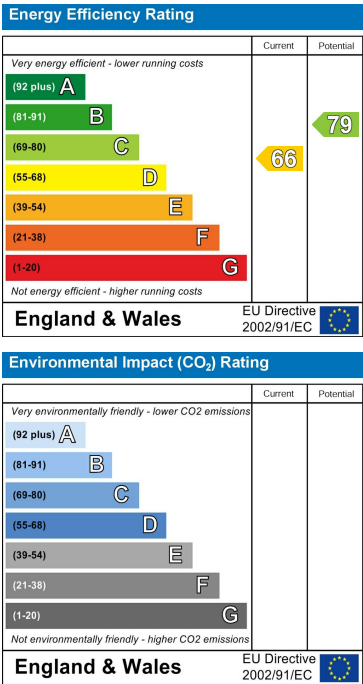 Energy Efficiency Rating
Current Potential
Very energy efficient - lower running costs
(92 plus) A
(81-91) B
(69-80) C
(55-68) D
(39-54) E
(21-38) F
(1-20) G
66
79
Not energy efficient - higher running costs
England & Wales
EU Directive
2002/91/EC
Environmental Impact (CO₂) Rating
Current Potential
Very environmentally friendly - lower CO2 emissions
(92 plus) A
(81-91) B
(69-80) C
(55-68) D
(39-54) E
(21-38) F
(1-20) G
Not environmentally friendly - higher CO2 emissions
England & Wales
EU Directive
2002/91/EC